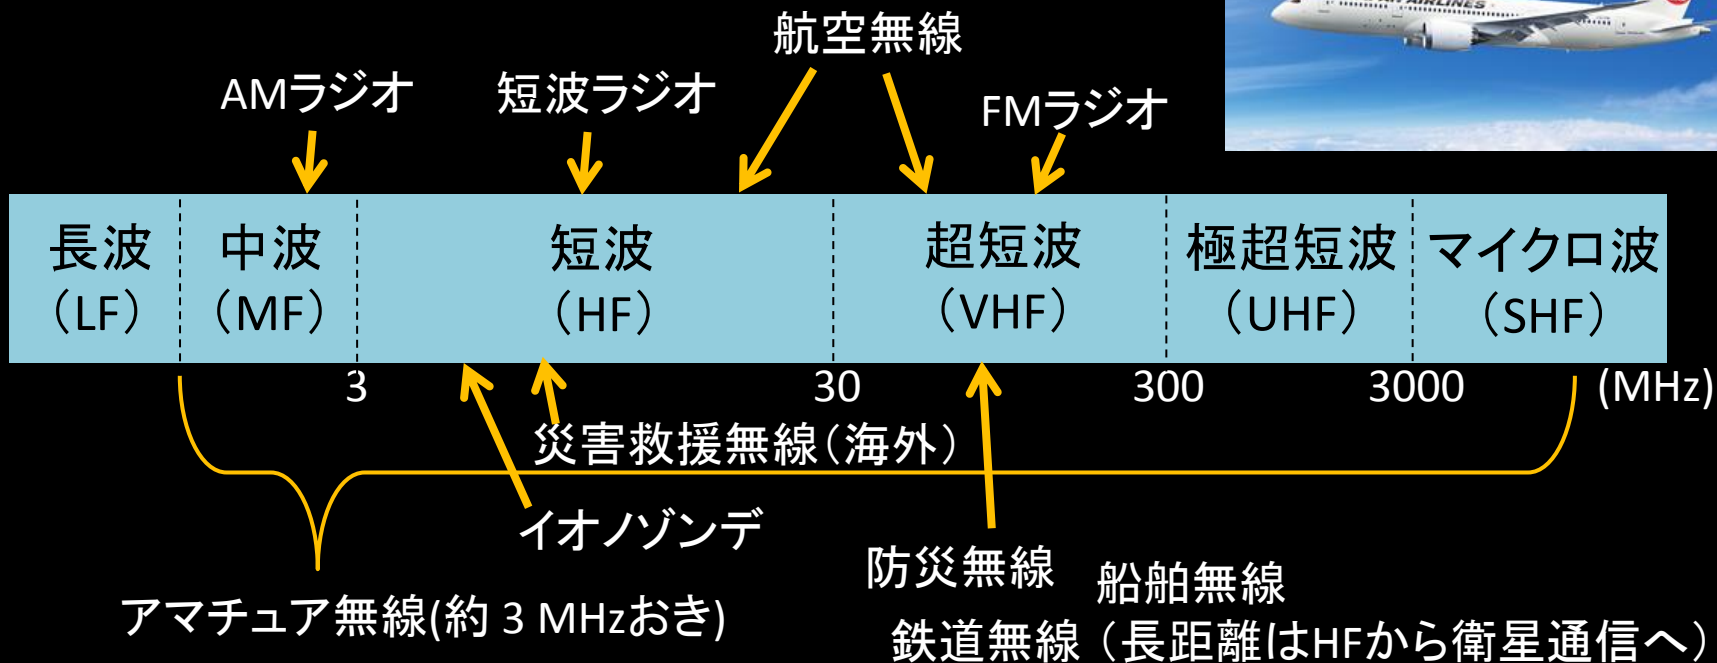 航空無線
AMラジオ 短波ラジオ
FMラジオ
AIRLINES
長波 中波 短波 超短波 極超短波 マイクロ波
(LF) (MF) (HF) (VHF) (UHF) (SHF)
3 30 300 3000 (MHz)
災害救援無線(海外)
イオノゾンデ
防災無線 船舶無線
アマチュア無線(約 3 MHzおき)
鉄道無線 (長距離はHFから衛星通信へ)